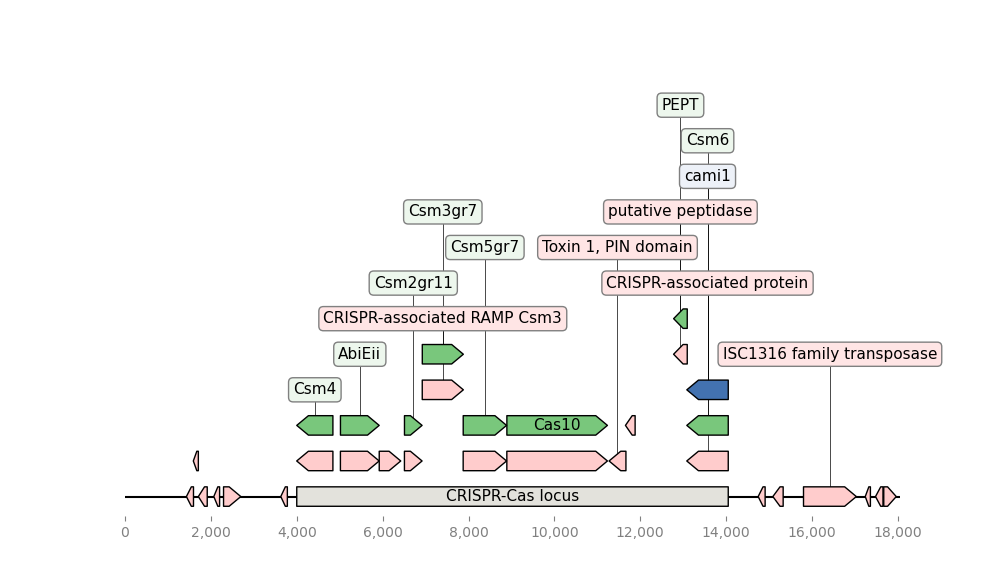 PEPT
Csm6
cami1
Csm3gr7
putative peptidase
Csm5gr7
Toxin 1, PIN domain
Csm2gr11
CRISPR-associated protein
CRISPR-associated RAMP Csm3
AbiEii
ISC1316 family transposase
Csm4
Cas10
CRISPR-Cas locus
0 2,000 4,000 6,000 8,000 10,000 12,000 14,000 16,000 18,000